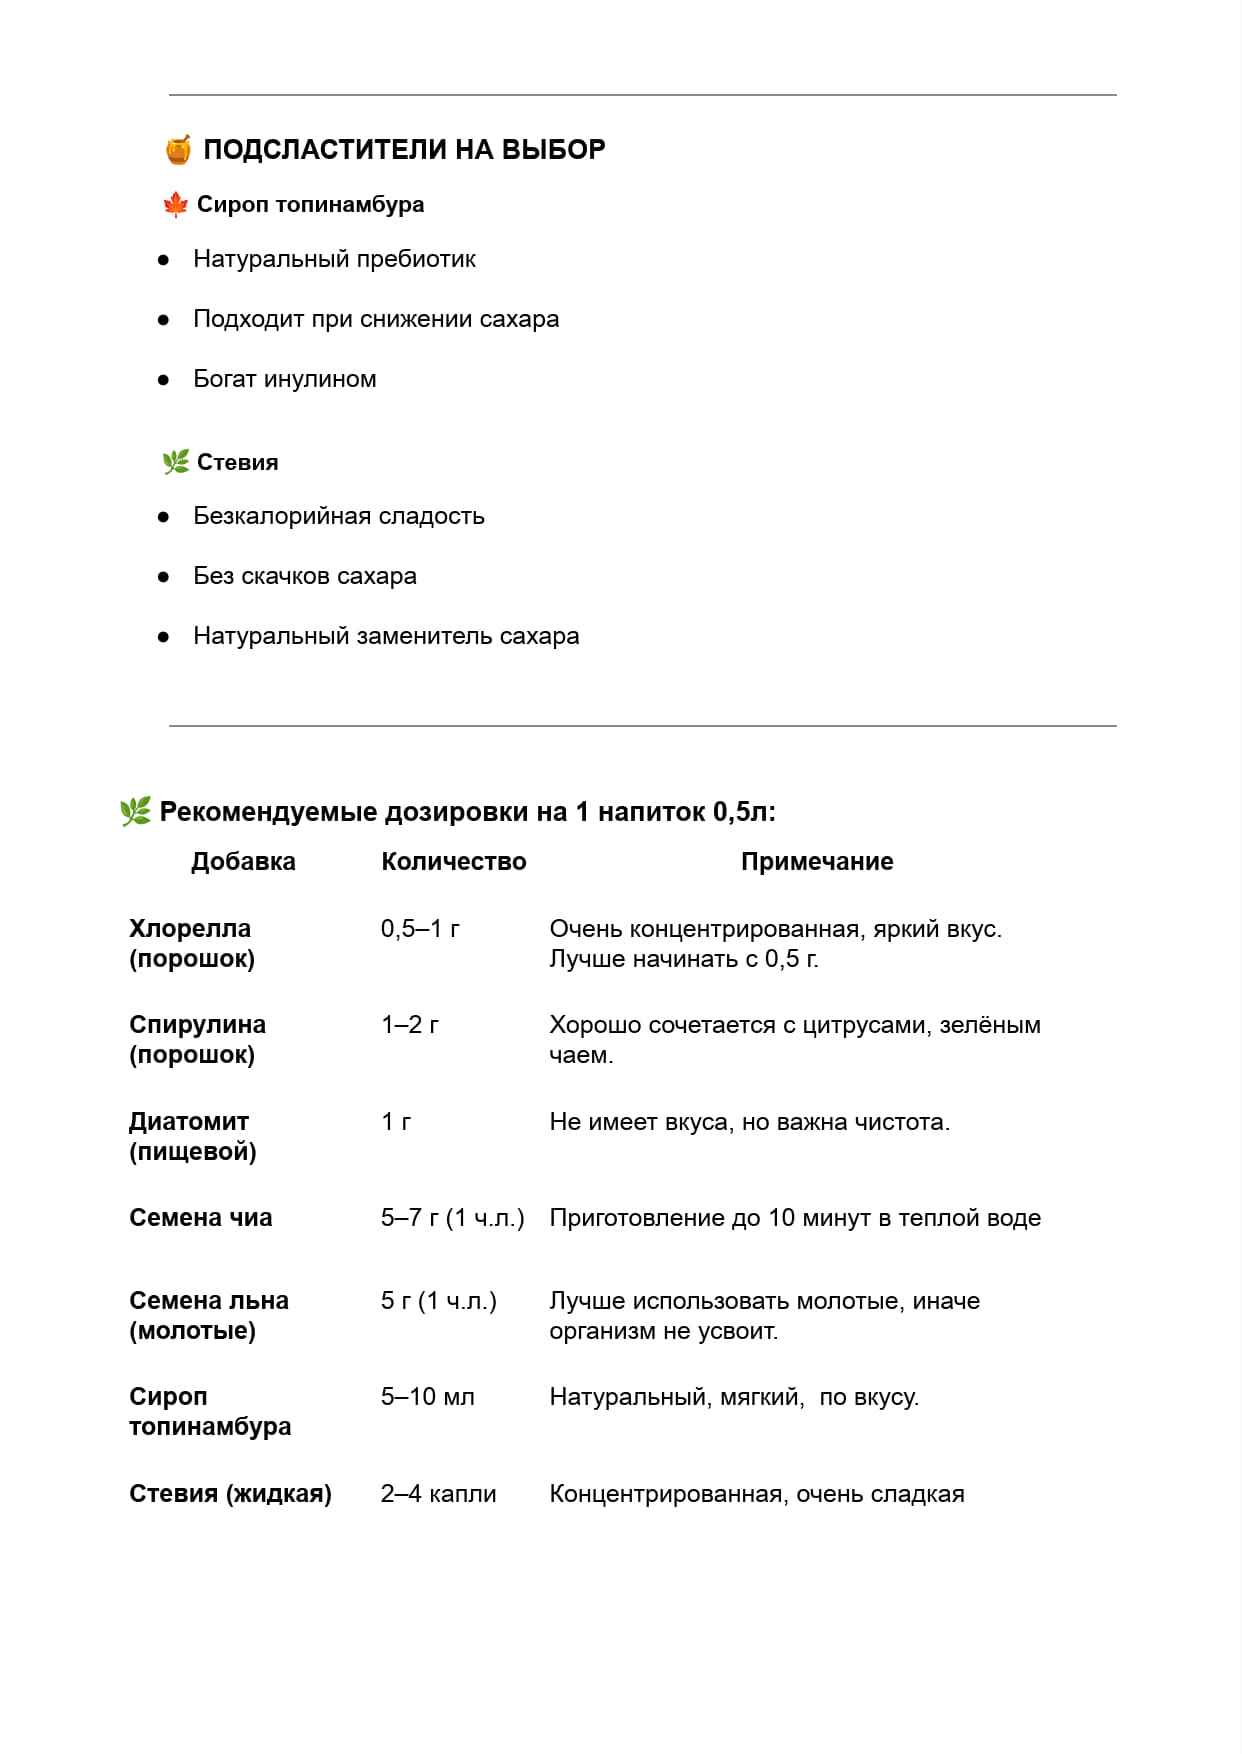 🍯 ПОДСЛАСТИТЕЛИ НА ВЫБОР
🍁 Сироп топинамбура
● Натуральный пребиотик
● Подходит при снижении сахара
● Богат инулином
🌿 Стевия
● Безкалорийная сладость
● Без скачков сахара
● Натуральный заменитель сахара
🌿 Рекомендуемые дозировки на 1 напиток 0,5л:
Добавка Количество Примечание
Хлорелла 0,5–1 г Очень концентрированная, яркий вкус.
(порошок) Лучше начинать с 0,5 г.
Спирулина 1–2 г Хорошо сочетается с цитрусами, зелёным
(порошок) чаем.
Диатомит 1 г Не имеет вкуса, но важна чистота.
(пищевой)
Семена чиа 5–7 г (1 ч.л.) Приготовление до 10 минут в теплой воде
Семена льна 5 г (1 ч.л.) Лучше использовать молотые, иначе
(молотые) организм не усвоит.
Сироп 5–10 мл Натуральный, мягкий,  по вкусу.
топинамбура
Стевия (жидкая) 2–4 капли Концентрированная, очень сладкая